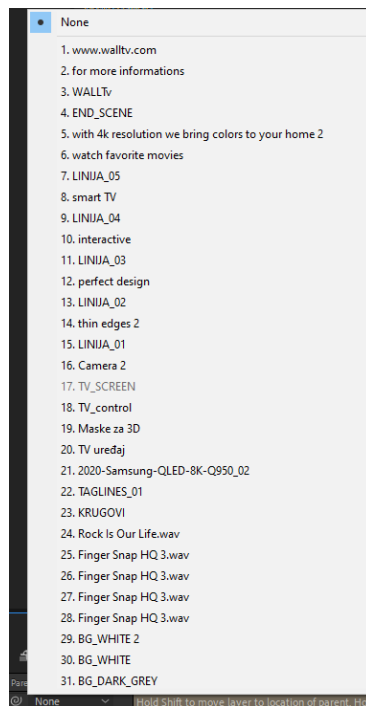 None
1. www.walltv.com
2. for more informations
3. WALLTv
4. END_SCENE
5. with 4k resolution we bring colors to your home 2
6. watch favorite movies
7. LINIJA_05
8. smart TV
9. LINIJA_04
10. interactive
11. LINIJA_03
12. perfect design
13. LINIJA_02
14. thin edges 2
15. LINIJA_01
16. Camera 2
17. TV_SCREEN
18. TV_control
19. Maske za 3D
20. TV uređaj
21. 2020-Samsung-QLED-8K-Q950_02
22. TAGLINES_01
23. KRUGOVI
24. Rock Is Our Life.wav
25. Finger Snap HQ 3.wav
26. Finger Snap HQ 3.wav
27. Finger Snap HQ 3.wav
28. Finger Snap HQ 3.wav
29. BG_WHITE 2
30. BG_WHITE
31. BG_DARK_GREY
Pare
None Hold Shift to move layer to location of parent. Ho